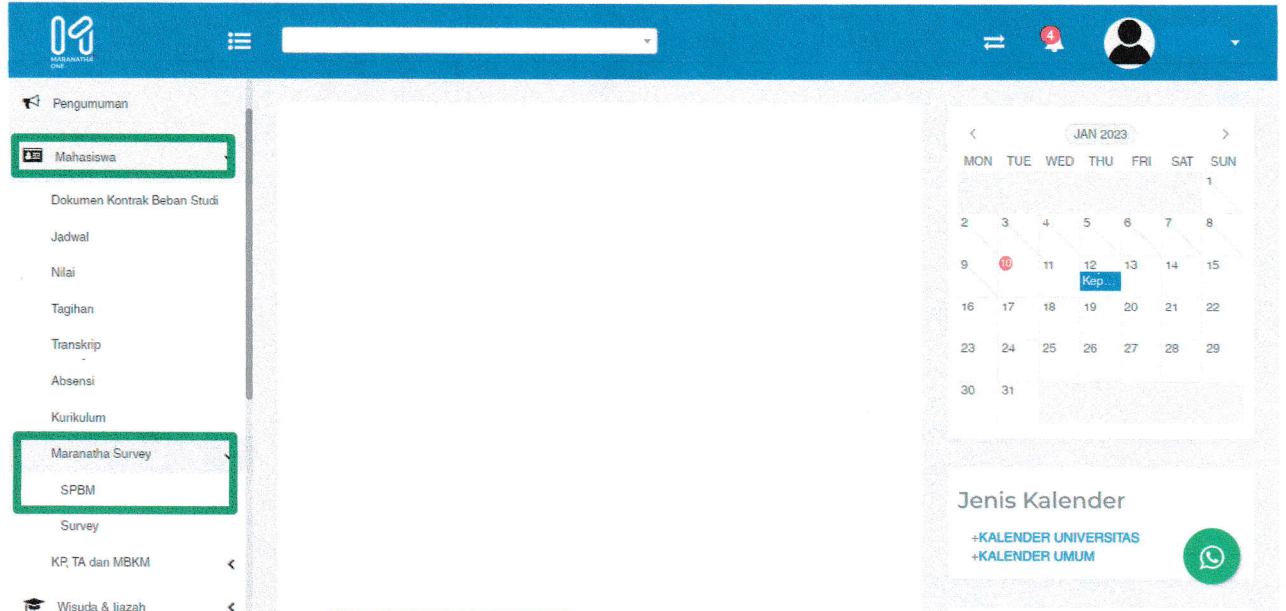 MARANATHA
ONE
4
Pengumuman
Mahasiswa
Dokumen Kontrak Beban Studi
Jadwal
Nilai
Tagihan
Transkrip
Absensi
Kurikulum
Maranatha Survey
SPBM
Survey
KP, TA dan MBKM
Wisuda & Ijazah
JAN 2023
MON TUE WED THU FRI SAT SUN
1
2 3 4 5 6 7 8
9 10 11 12 13 14 15
Kep...
16 17 18 19 20 21 22
23 24 25 26 27 28 29
30 31
Jenis Kalender
+KALENDER UNIVERSITAS
+KALENDER UMUM